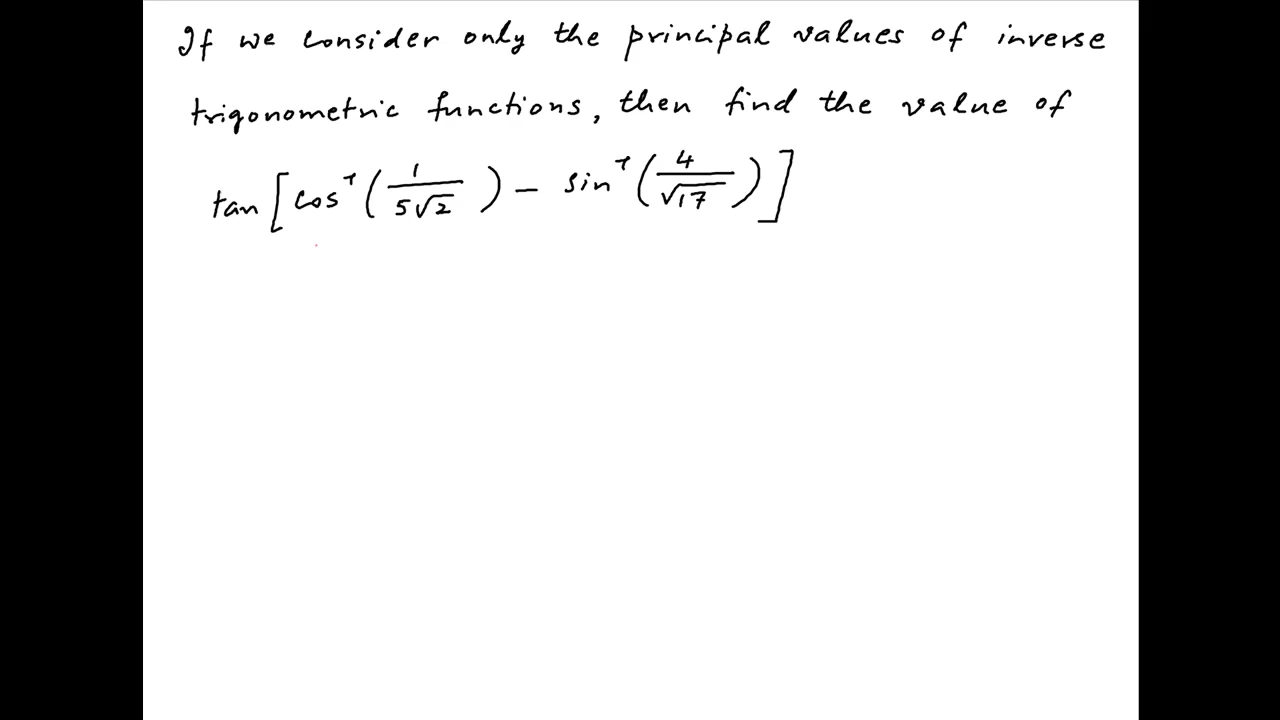 If we consider only the principal values of inverse
trigonometric functions, then find the value of
tan [ cos⁻¹ ( 1 / 5√2 ) − sin⁻¹ ( 4 / √17 ) ]